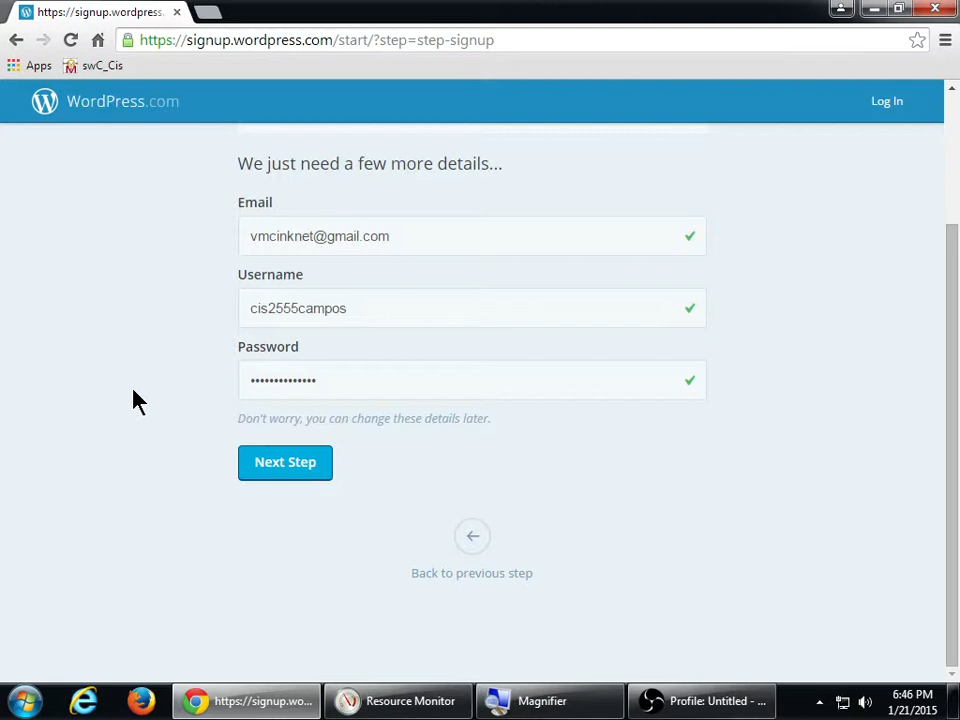 https://signup.wordpress.
https://signup.wordpress.com/start/?step=step-signup
Apps
swC_Cis
WordPress.com
Log In
We just need a few more details...
Email
vmcinknet@gmail.com
Username
cis2555campos
Password
••••••••••••••
Don't worry, you can change these details later.
Next Step
Back to previous step
https://signup.wo...
Resource Monitor
Magnifier
Profile: Untitled - ...
6:46 PM
1/21/2015